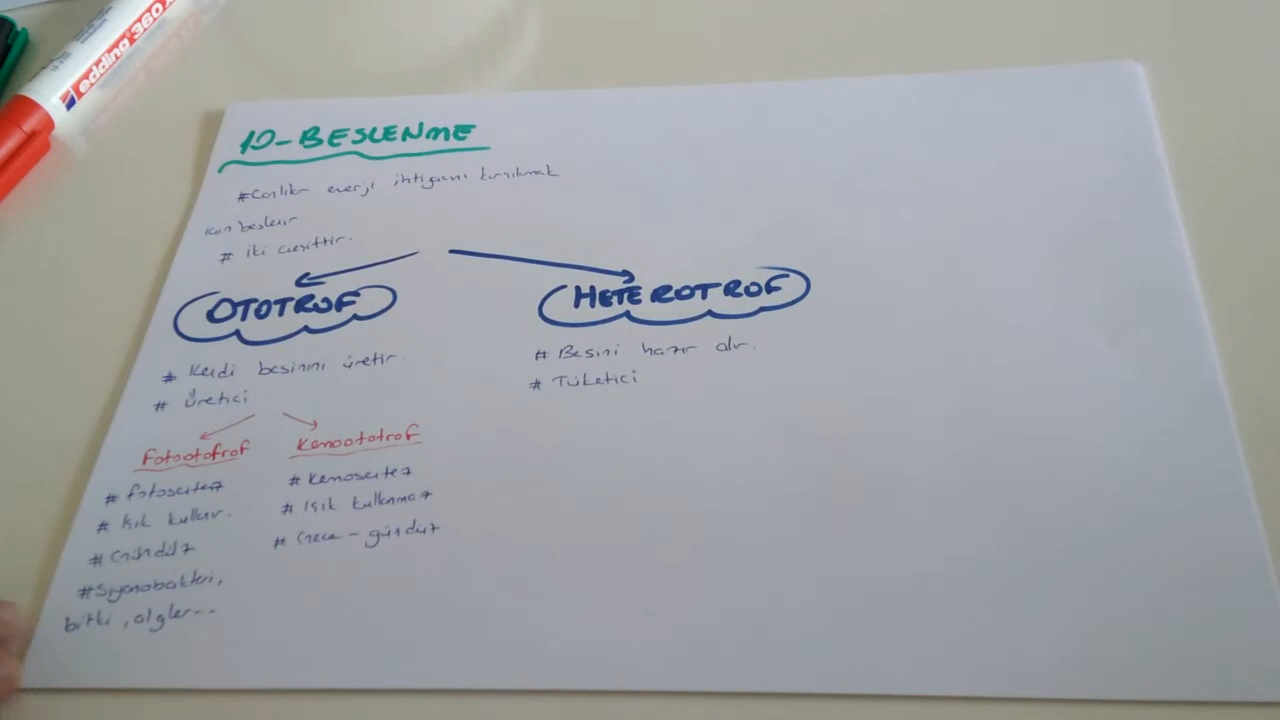 edding 360
10-BESLENME
#Canlılar enerji ihtiyacını karşılamak
için beslenir
# iki çeşittir.
OTOTROF
HETEROTROF
# Kendi besinini üretir.
# Üretici
# Besini hazır alır.
# Tüketici
Fotoototrof
# fotosentez
# Işık kullanır.
# Gündüz
#Siyanobakteri,
bitki, algler...
Kemoototrof
# Kemosentez
# Işık kullanmaz
# Gece - gündüz